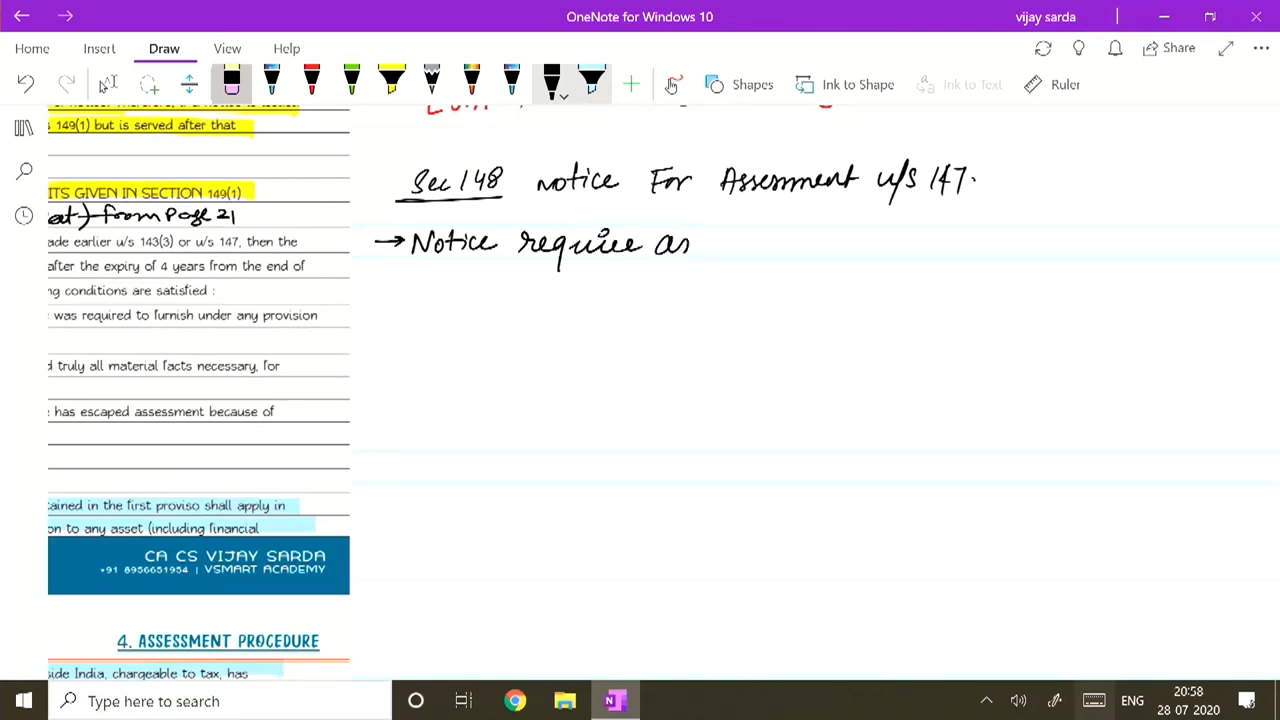 OneNote for Windows 10
vijay sarda
Home Insert Draw View Help
Share
Shapes Ink to Shape Ink to Text Ruler
s 149(1) but is served after that
ITS GIVEN IN SECTION 149(1)
from page 21
ade earlier u/s 143(3) or u/s 147, then the
after the expiry of 4 years from the end of
ng conditions are satisfied :
was required to furnish under any provision
d truly all material facts necessary, for
has escaped assessment because of
tained in the first proviso shall apply in
on to any asset (including financial
CA CS VIJAY SARDA
+91 8956651954 | VSMART ACADEMY
4. ASSESSMENT PROCEDURE
side India, chargeable to tax, has
Sec 148 notice For Assessment u/s 147.
→ Notice require as
Type here to search
ENG
20:58
28 07 2020